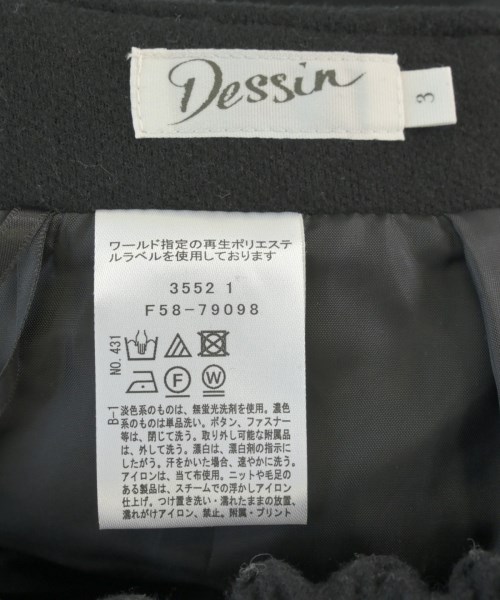 Dessin
3
ワールド指定の再生ポリエステ
ルラベルを使用しております
3552 1
F58-79098
NO.431
F
W
B-1
淡色系のものは、無蛍光洗剤を使用。濃色
系のものは単品洗い。ボタン、ファスナー
等は、閉じて洗う。取り外し可能な附属品
は、外して洗う。漂白は、漂白剤の指示に
したがう。汗をかいた場合、速やかに洗う。
アイロンは、当て布使用。ニットや毛足の
ある製品は、スチームでの浮かしアイロン
仕上げ。つけ置き洗い・濡れたままの放置、
濡れがけアイロン、禁止。附属・プリント